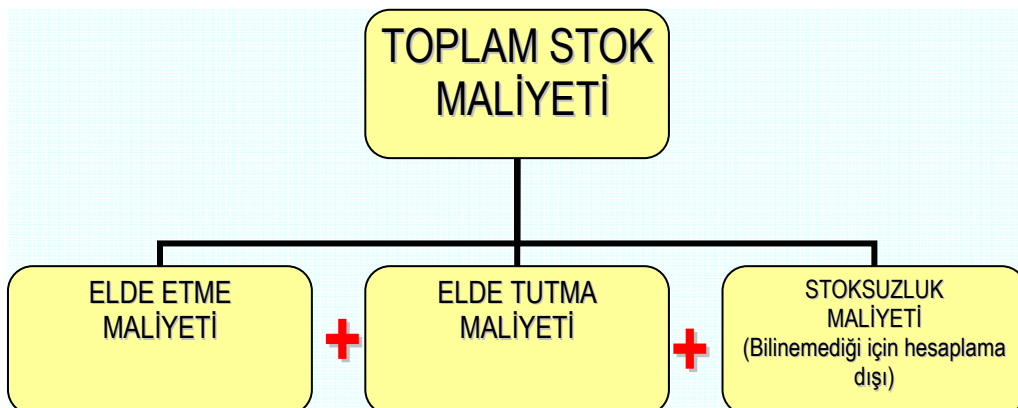 TOPLAM STOK
MALİYETİ
ELDE ETME
MALİYETİ
+
ELDE TUTMA
MALİYETİ
+
STOKSUZLUK
MALİYETİ
(Bilinemediği için hesaplama
dışı)